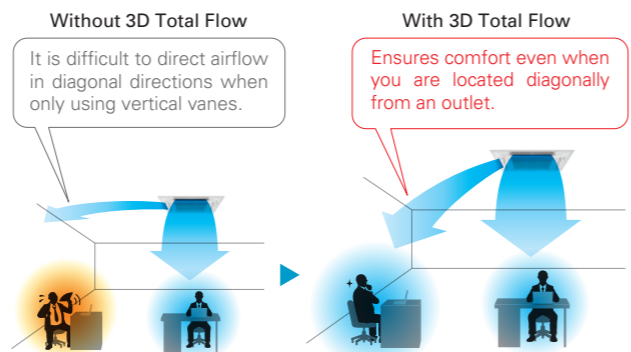 Without 3D Total Flow
It is difficult to direct airflow
in diagonal directions when
only using vertical vanes.
With 3D Total Flow
Ensures comfort even when
you are located diagonally
from an outlet.